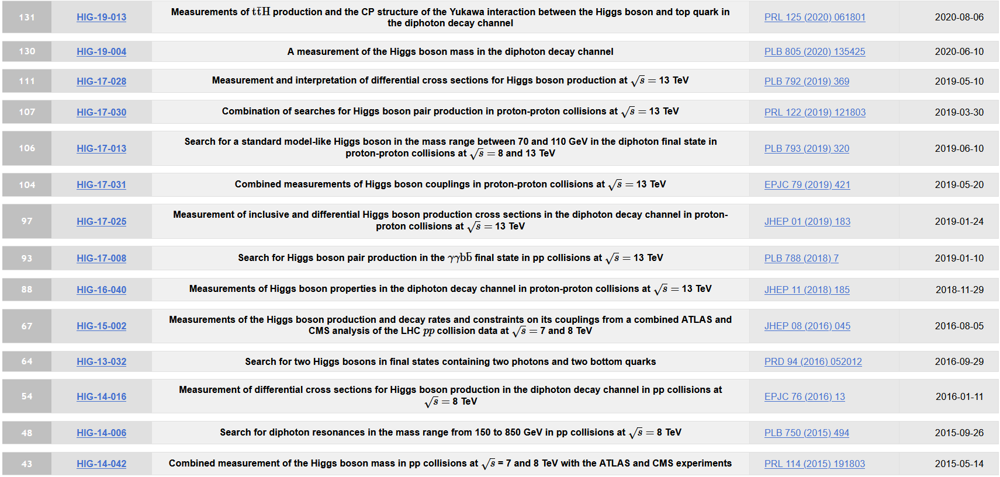 131 HIG-19-013 Measurements of tt̄H production and the CP structure of the Yukawa interaction between the Higgs boson and top quark in PRL 125 (2020) 061801 2020-08-06
the diphoton decay channel
130 HIG-19-004 A measurement of the Higgs boson mass in the diphoton decay channel PLB 805 (2020) 135425 2020-06-10
111 HIG-17-028 Measurement and interpretation of differential cross sections for Higgs boson production at √s = 13 TeV PLB 792 (2019) 369 2019-05-10
107 HIG-17-030 Combination of searches for Higgs boson pair production in proton-proton collisions at √s = 13 TeV PRL 122 (2019) 121803 2019-03-30
106 HIG-17-013 Search for a standard model-like Higgs boson in the mass range between 70 and 110 GeV in the diphoton final state in PLB 793 (2019) 320 2019-06-10
proton-proton collisions at √s = 8 and 13 TeV
104 HIG-17-031 Combined measurements of Higgs boson couplings in proton-proton collisions at √s = 13 TeV EPJC 79 (2019) 421 2019-05-20
97 HIG-17-025 Measurement of inclusive and differential Higgs boson production cross sections in the diphoton decay channel in proton- JHEP 01 (2019) 183 2019-01-24
proton collisions at √s = 13 TeV
93 HIG-17-008 Search for Higgs boson pair production in the γγbb̄ final state in pp collisions at √s = 13 TeV PLB 788 (2018) 7 2019-01-10
88 HIG-16-040 Measurements of Higgs boson properties in the diphoton decay channel in proton-proton collisions at √s = 13 TeV JHEP 11 (2018) 185 2018-11-29
67 HIG-15-002 Measurements of the Higgs boson production and decay rates and constraints on its couplings from a combined ATLAS and JHEP 08 (2016) 045 2016-08-05
CMS analysis of the LHC pp collision data at √s = 7 and 8 TeV
64 HIG-13-032 Search for two Higgs bosons in final states containing two photons and two bottom quarks PRD 94 (2016) 052012 2016-09-29
54 HIG-14-016 Measurement of differential cross sections for Higgs boson production in the diphoton decay channel in pp collisions at EPJC 76 (2016) 13 2016-01-11
√s = 8 TeV
48 HIG-14-006 Search for diphoton resonances in the mass range from 150 to 850 GeV in pp collisions at √s = 8 TeV PLB 750 (2015) 494 2015-09-26
43 HIG-14-042 Combined measurement of the Higgs boson mass in pp collisions at √s = 7 and 8 TeV with the ATLAS and CMS experiments PRL 114 (2015) 191803 2015-05-14